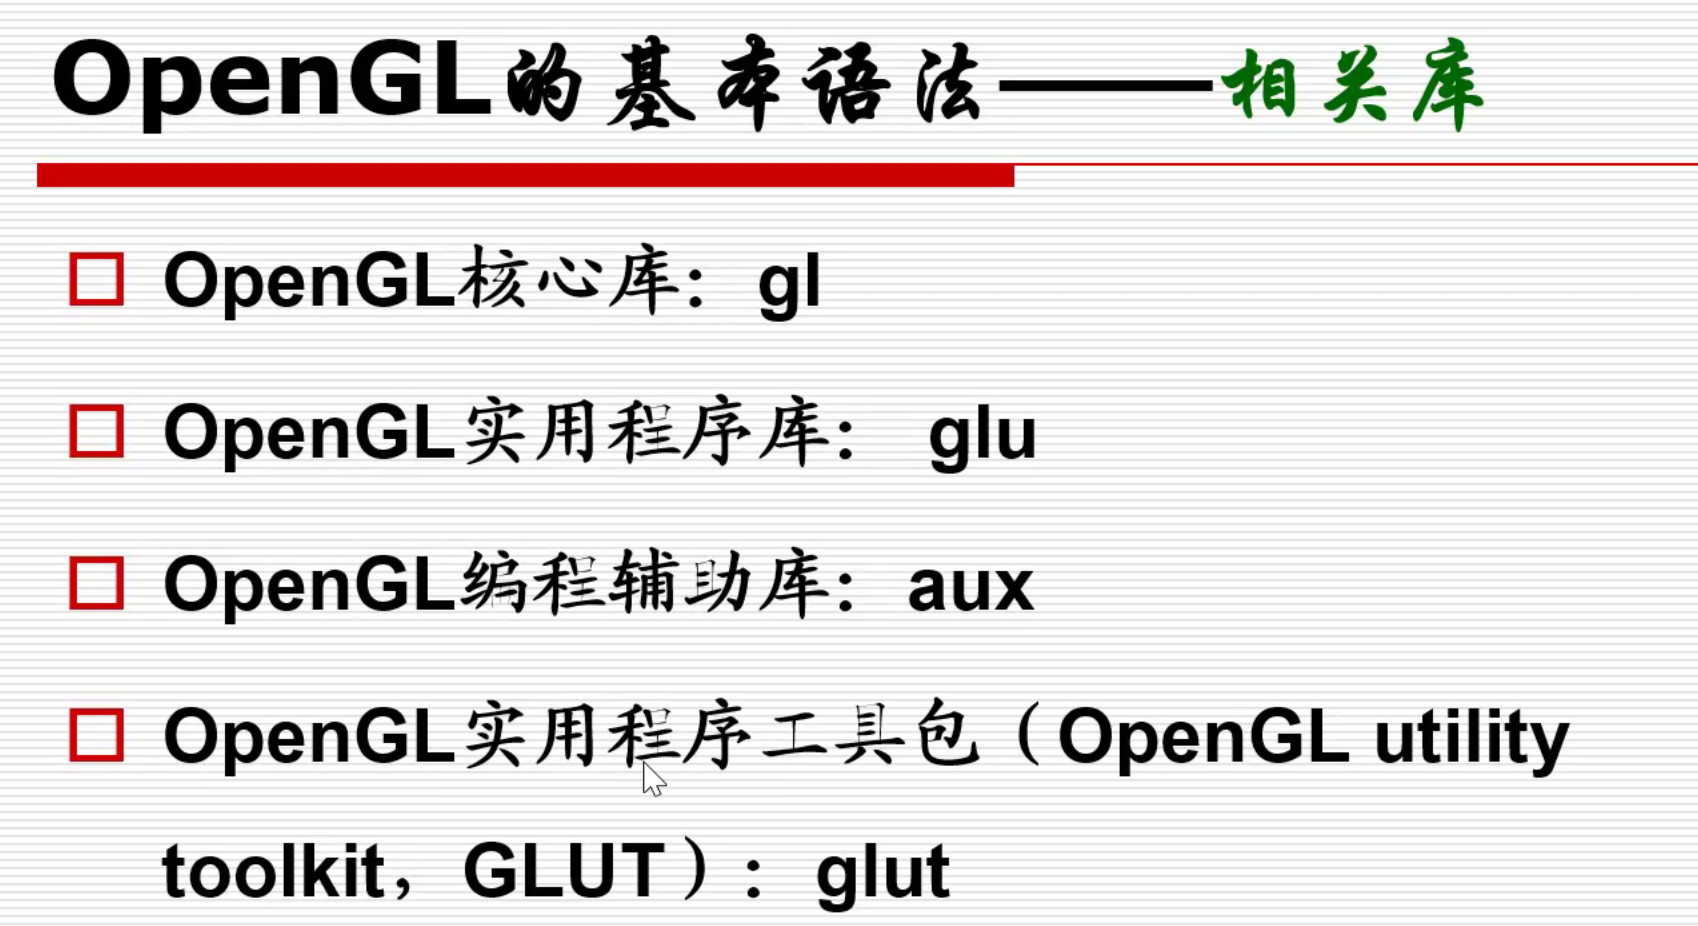 OpenGL的基本语法——相关库
OpenGL核心库：gl
OpenGL实用程序库： glu
OpenGL编程辅助库：aux
OpenGL实用程序工具包（OpenGL utility
toolkit，GLUT）：glut